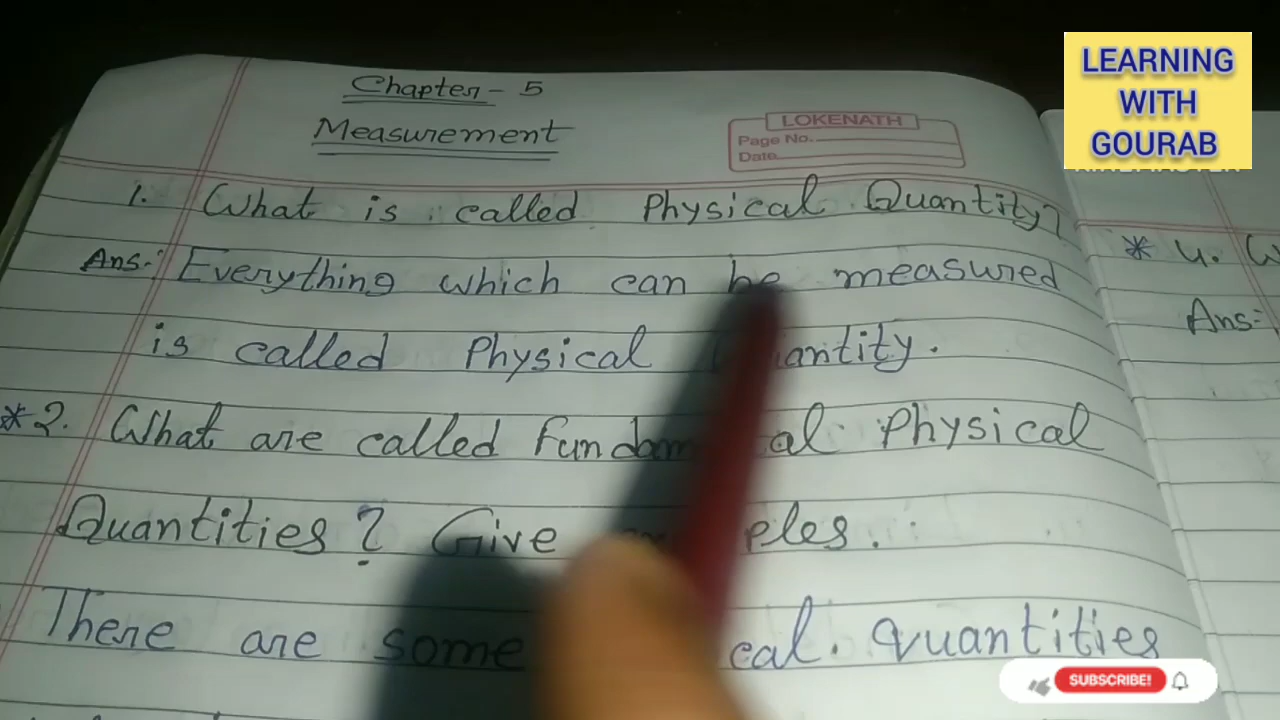 Chapter - 5
Measurement
LOKENATH
Page No.
Date
LEARNING
WITH
GOURAB
1. What is called Physical Quantity?
Ans:- Everything which can be measured
is called Physical antity.
*2. What are called Fundam al Physical
Quantities? Give ples.
There are some cal quantities
* 4.
Ans:-
SUBSCRIBE!